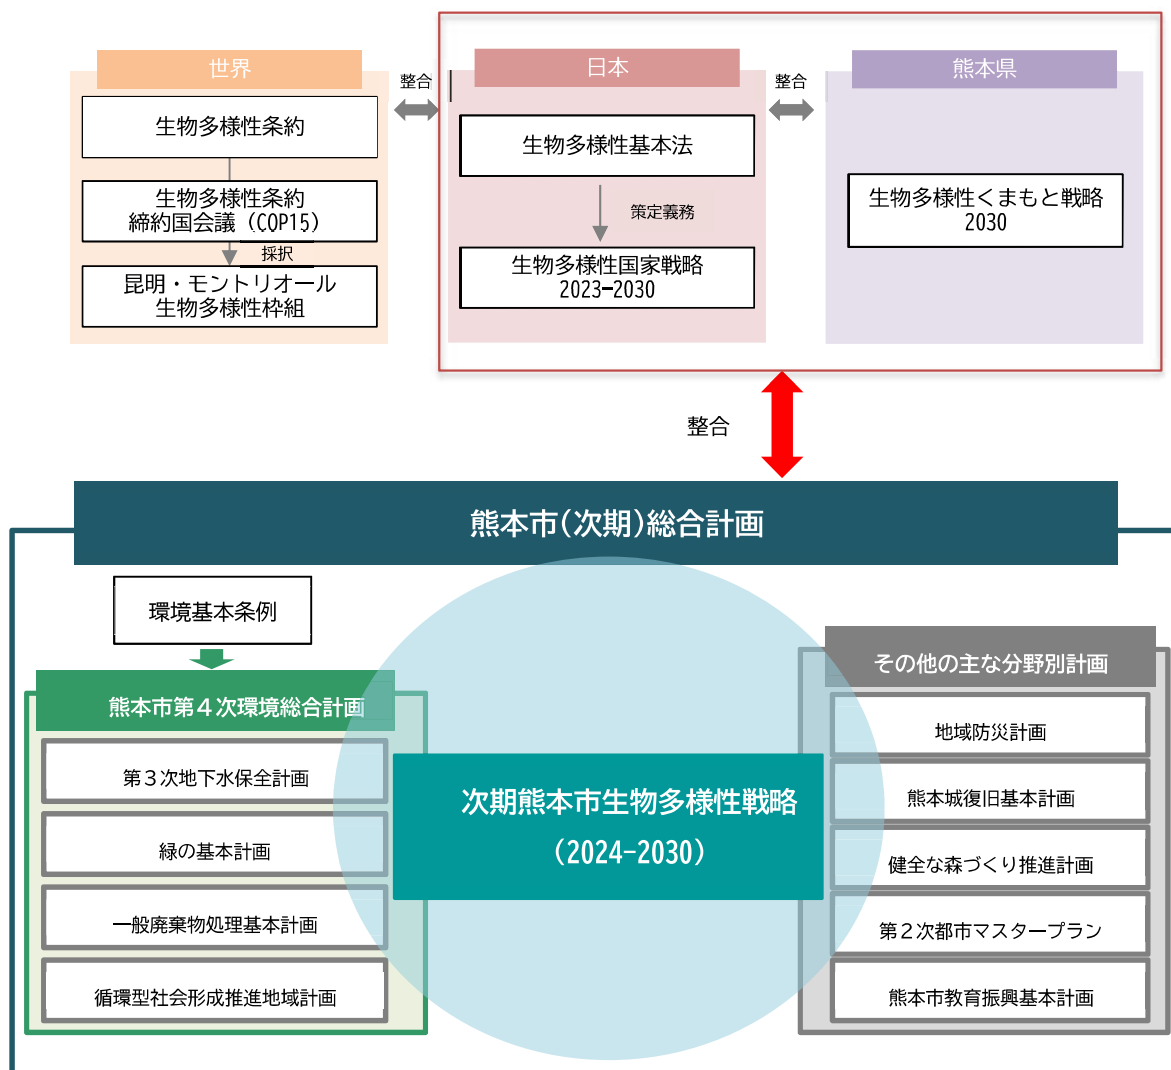 世界
整合
日本
整合
熊本県
生物多様性条約
生物多様性条約
締約国会議（COP15）
採択
昆明・モントリオール
生物多様性枠組
生物多様性基本法
策定義務
生物多様性国家戦略
2023−2030
生物多様性くまもと戦略
2030
整合
熊本市（次期）総合計画
環境基本条例
熊本市第４次環境総合計画
第３次地下水保全計画
緑の基本計画
一般廃棄物処理基本計画
循環型社会形成推進地域計画
次期熊本市生物多様性戦略
（2024−2030）
その他の主な分野別計画
地域防災計画
熊本城復旧基本計画
健全な森づくり推進計画
第２次都市マスタープラン
熊本市教育振興基本計画